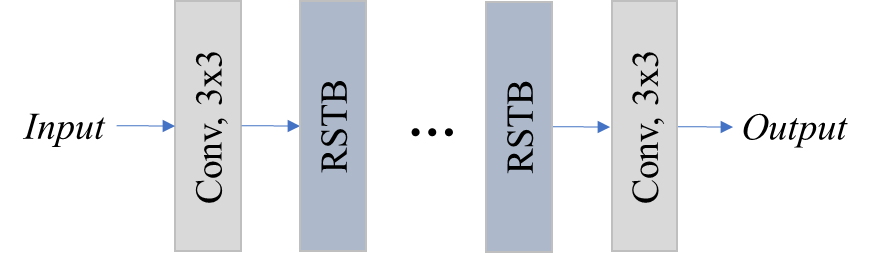 Input
Conv, 3x3
RSTB
...
RSTB
Conv, 3x3
Output